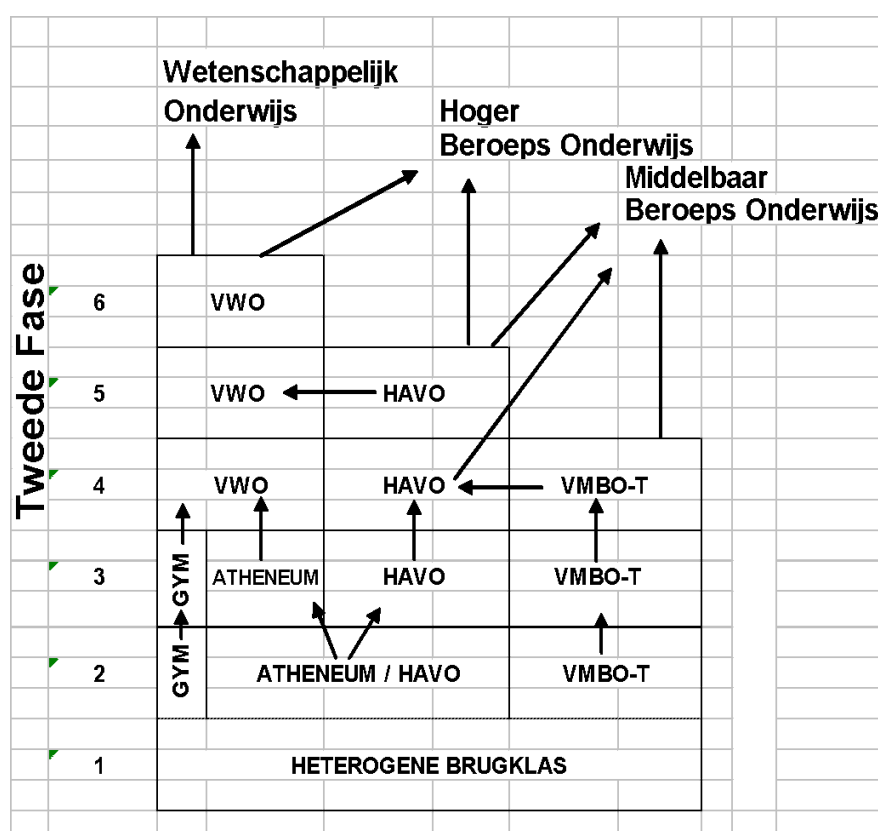 Wetenschappelijk
Onderwijs
Hoger
Beroeps Onderwijs
Middelbaar
Beroeps Onderwijs
Tweede Fase
6 VWO
5 VWO HAVO
4 VWO HAVO VMBO-T
3 GYM ATHENEUM HAVO VMBO-T
2 GYM ATHENEUM / HAVO VMBO-T
1 HETEROGENE BRUGKLAS